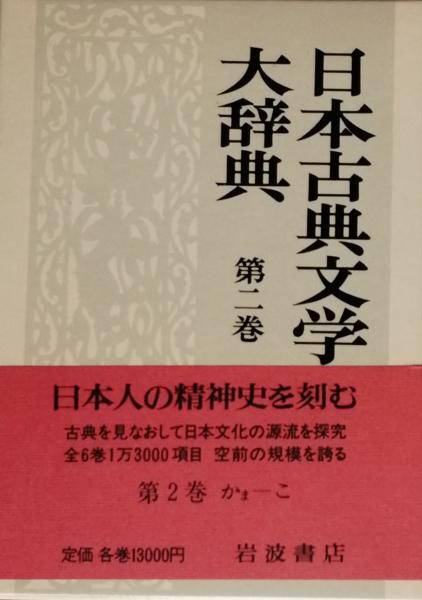 日本古典文学
大辞典
第二巻
日本人の精神史を刻む
古典を見なおして日本文化の源流を探究
全6巻1万3000項目 空前の規模を誇る
第2巻 かま―こ
定価 各巻13000円 岩波書店